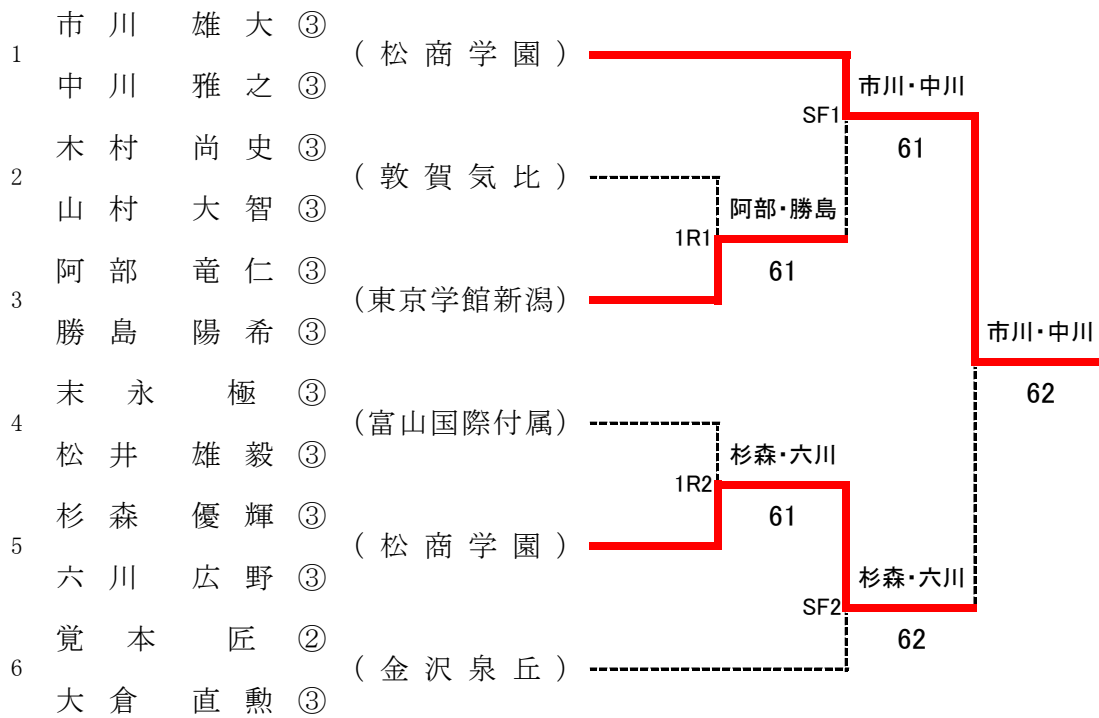 市川 雄大 ③
1 (松商学園)
中川 雅之 ③
市川・中川
SF1
61
木村 尚史 ③
2 (敦賀気比)
山村 大智 ③
阿部・勝島
1R1
61
阿部 竜仁 ③
3 (東京学館新潟)
勝島 陽希 ③
市川・中川
62
末永 極 ③
4 (富山国際付属)
松井 雄毅 ③
杉森・六川
1R2
61
杉森 優輝 ③
5 (松商学園)
六川 広野 ③
杉森・六川
SF2
62
覚本 匠 ②
6 (金沢泉丘)
大倉 直勲 ③